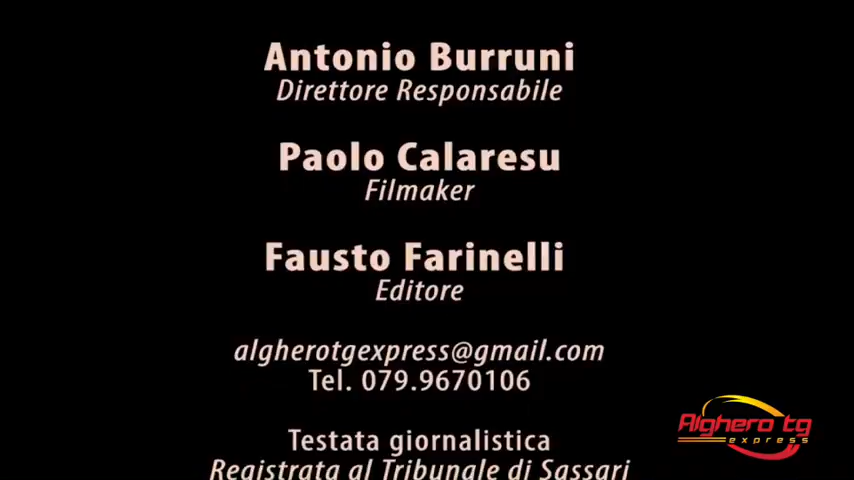 Antonio Burruni
Direttore Responsabile
Paolo Calaresu
Filmaker
Fausto Farinelli
Editore
algherotgexpress@gmail.com
Tel. 079.9670106
Testata giornalistica
Registrata al Tribunale di Sassari
Alghero tg
express